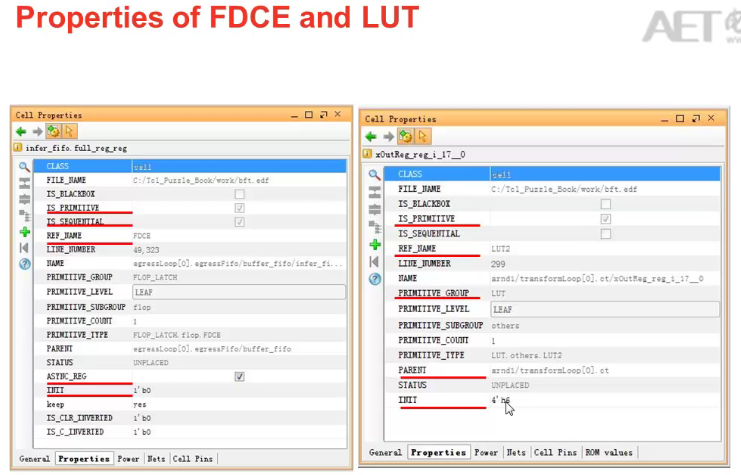 Properties of FDCE and LUT
AET
Cell Properties
infer_fifo.full_reg_reg
CLASS cell
FILE_NAME C:/Tcl_Puzzle_Book/work/bft.edf
IS_BLACKBOX
IS_PRIMITIVE
IS_SEQUENTIAL
REF_NAME FDCE
LINE_NUMBER 49,323
NAME egressLoop[0].egressFifo/buffer_fifo/infer_fi...
PRIMITIVE_GROUP FLOP_LATCH
PRIMITIVE_LEVEL LEAF
PRIMITIVE_SUBGROUP flop
PRIMITIVE_COUNT 1
PRIMITIVE_TYPE FLOP_LATCH.flop.FDCE
PARENT egressLoop[0].egressFifo/buffer_fifo
STATUS UNPLACED
ASYNC_REG
INIT 1'b0
keep yes
IS_CLR_INVERTED 1'b0
IS_C_INVERTED 1'b0
General Properties Power Nets Cell Pins
Cell Properties
xOutReg_reg_i_17__0
CLASS cell
FILE_NAME C:/Tcl_Puzzle_Book/work/bft.edf
IS_BLACKBOX
IS_PRIMITIVE
IS_SEQUENTIAL
REF_NAME LUT2
LINE_NUMBER 299
NAME arnd1/transformLoop[0].ct/xOutReg_reg_i_17__0
PRIMITIVE_GROUP LUT
PRIMITIVE_LEVEL LEAF
PRIMITIVE_SUBGROUP others
PRIMITIVE_COUNT 1
PRIMITIVE_TYPE LUT.others.LUT2
PARENT arnd1/transformLoop[0].ct
STATUS UNPLACED
INIT 4'h6
General Properties Power Nets Cell Pins ROM values